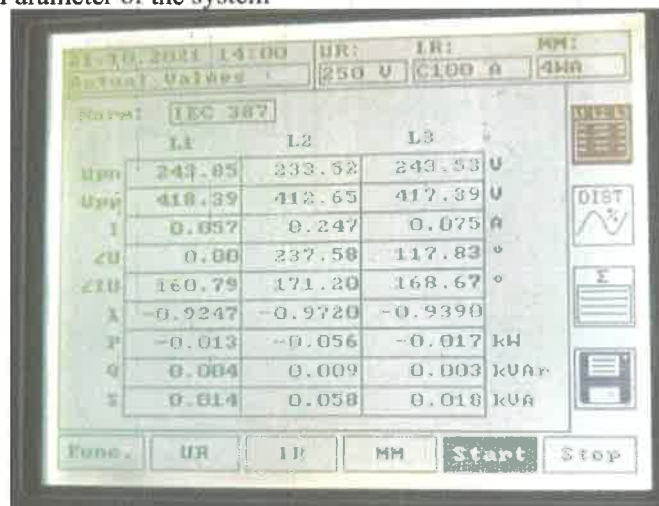 Parameter of the system
21.10.2021 14:00 UR: IR: MM:
Actual Values 250 V C100 A 4WA
Norm: IEC 387
L1 L2 L3
Upn 243.85 233.52 243.53 V
Upp 418.39 412.65 417.39 V
I 0.057 0.247 0.075 A
∠U 0.00 237.58 117.83 °
∠IU 160.79 171.20 168.67 °
λ -0.9247 -0.9720 -0.9390
P -0.013 -0.056 -0.017 kW
Q 0.004 0.009 0.003 kVAr
S 0.014 0.058 0.018 kVA
DIST
%
Σ
Func. UR IR MM Start Stop